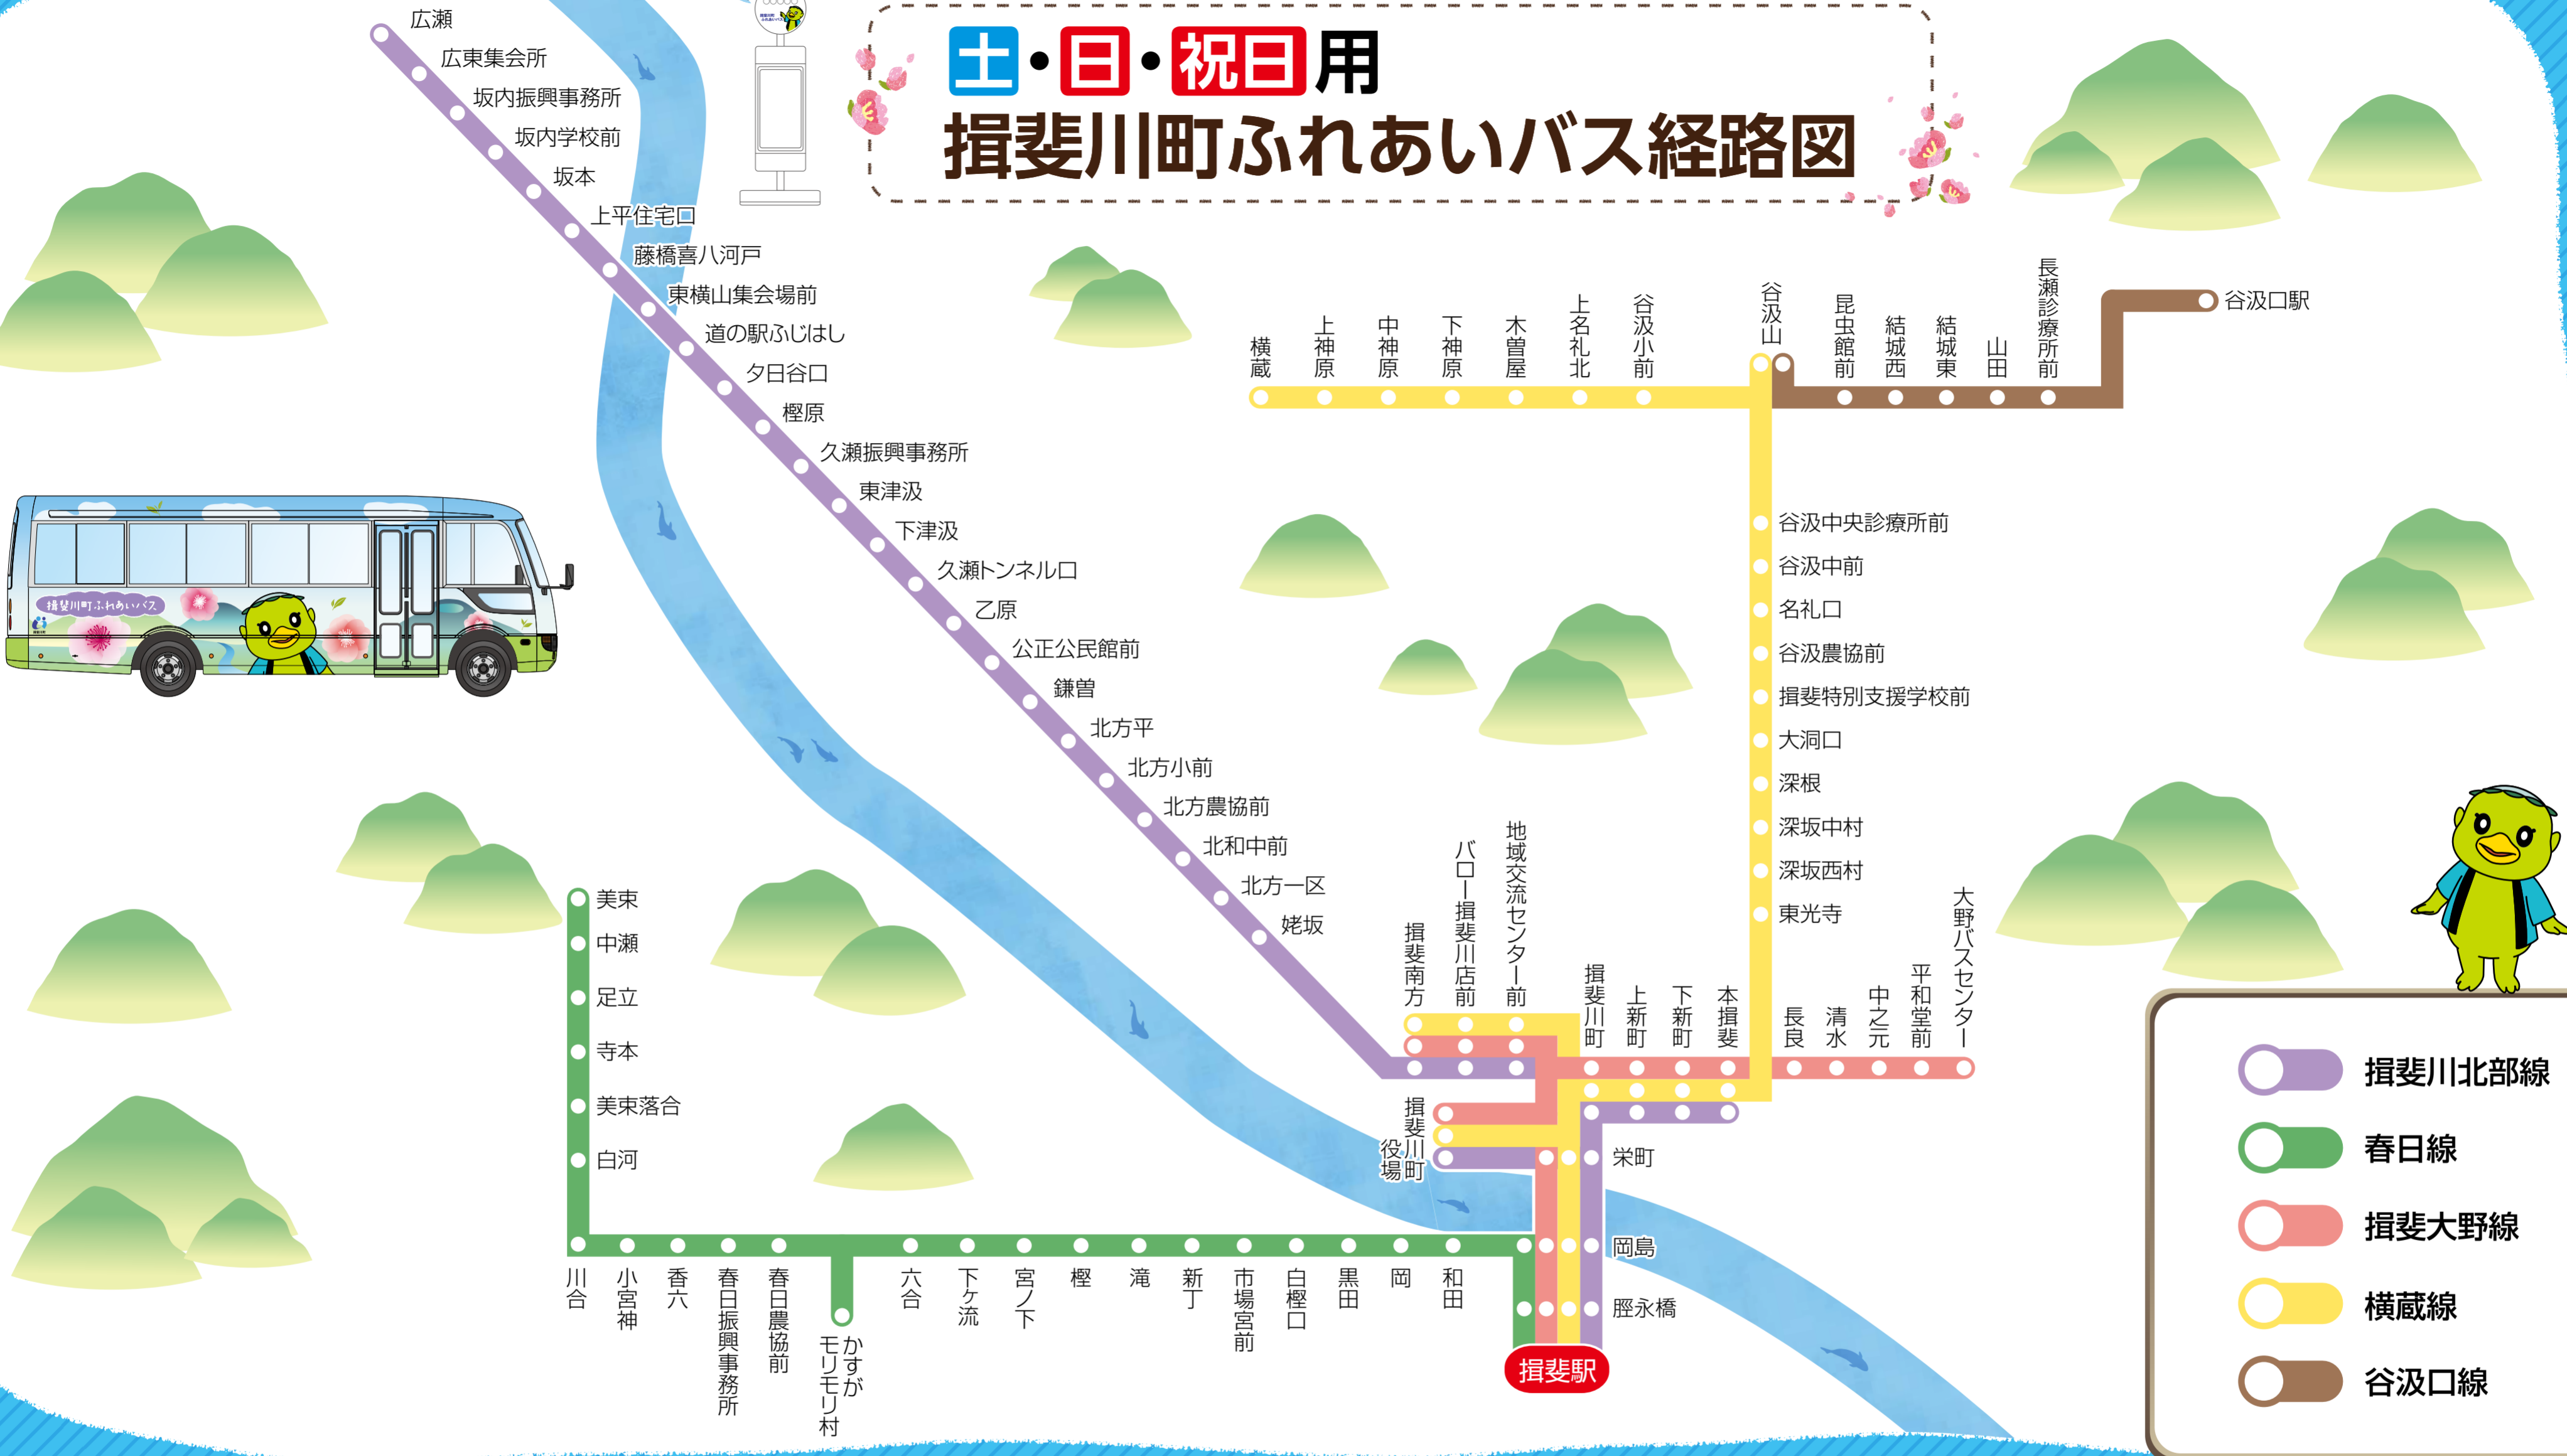 土・日・祝日用
揖斐川町ふれあいバス経路図
広瀬
広東集会所
坂内振興事務所
坂内学校前
坂本
上平住宅口
藤橋喜八河戸
東横山集会場前
道の駅ふじはし
夕日谷口
樫原
久瀬振興事務所
東津汲
下津汲
久瀬トンネル口
乙原
公正公民館前
鎌曽
北方平
北方小前
北方農協前
北和中前
北方一区
姥坂
横蔵
上神原
中神原
下神原
木曽屋
上名礼北
谷汲小前
谷汲山
昆虫館前
結城西
結城東
山田
長瀬診療所前
谷汲口駅
谷汲中央診療所前
谷汲中前
名礼口
谷汲農協前
揖斐特別支援学校前
大洞口
深根
深坂中村
深坂西村
東光寺
揖斐南方
バロー揖斐川店前
地域交流センター前
揖斐川町
上新町
下新町
本揖斐
長良
清水
中之元
平和堂前
大野バスセンター
揖斐川町
役場
栄町
岡島
脛永橋
揖斐駅
美束
中瀬
足立
寺本
美束落合
白河
川合
小宮神
香六
春日振興事務所
春日農協前
かすが
モリモリ村
六合
下ヶ流
宮ノ下
樫
滝
新丁
市場宮前
白樫口
黒田
岡
和田
揖斐川町ふれあいバス
揖斐川北部線
春日線
揖斐大野線
横蔵線
谷汲口線